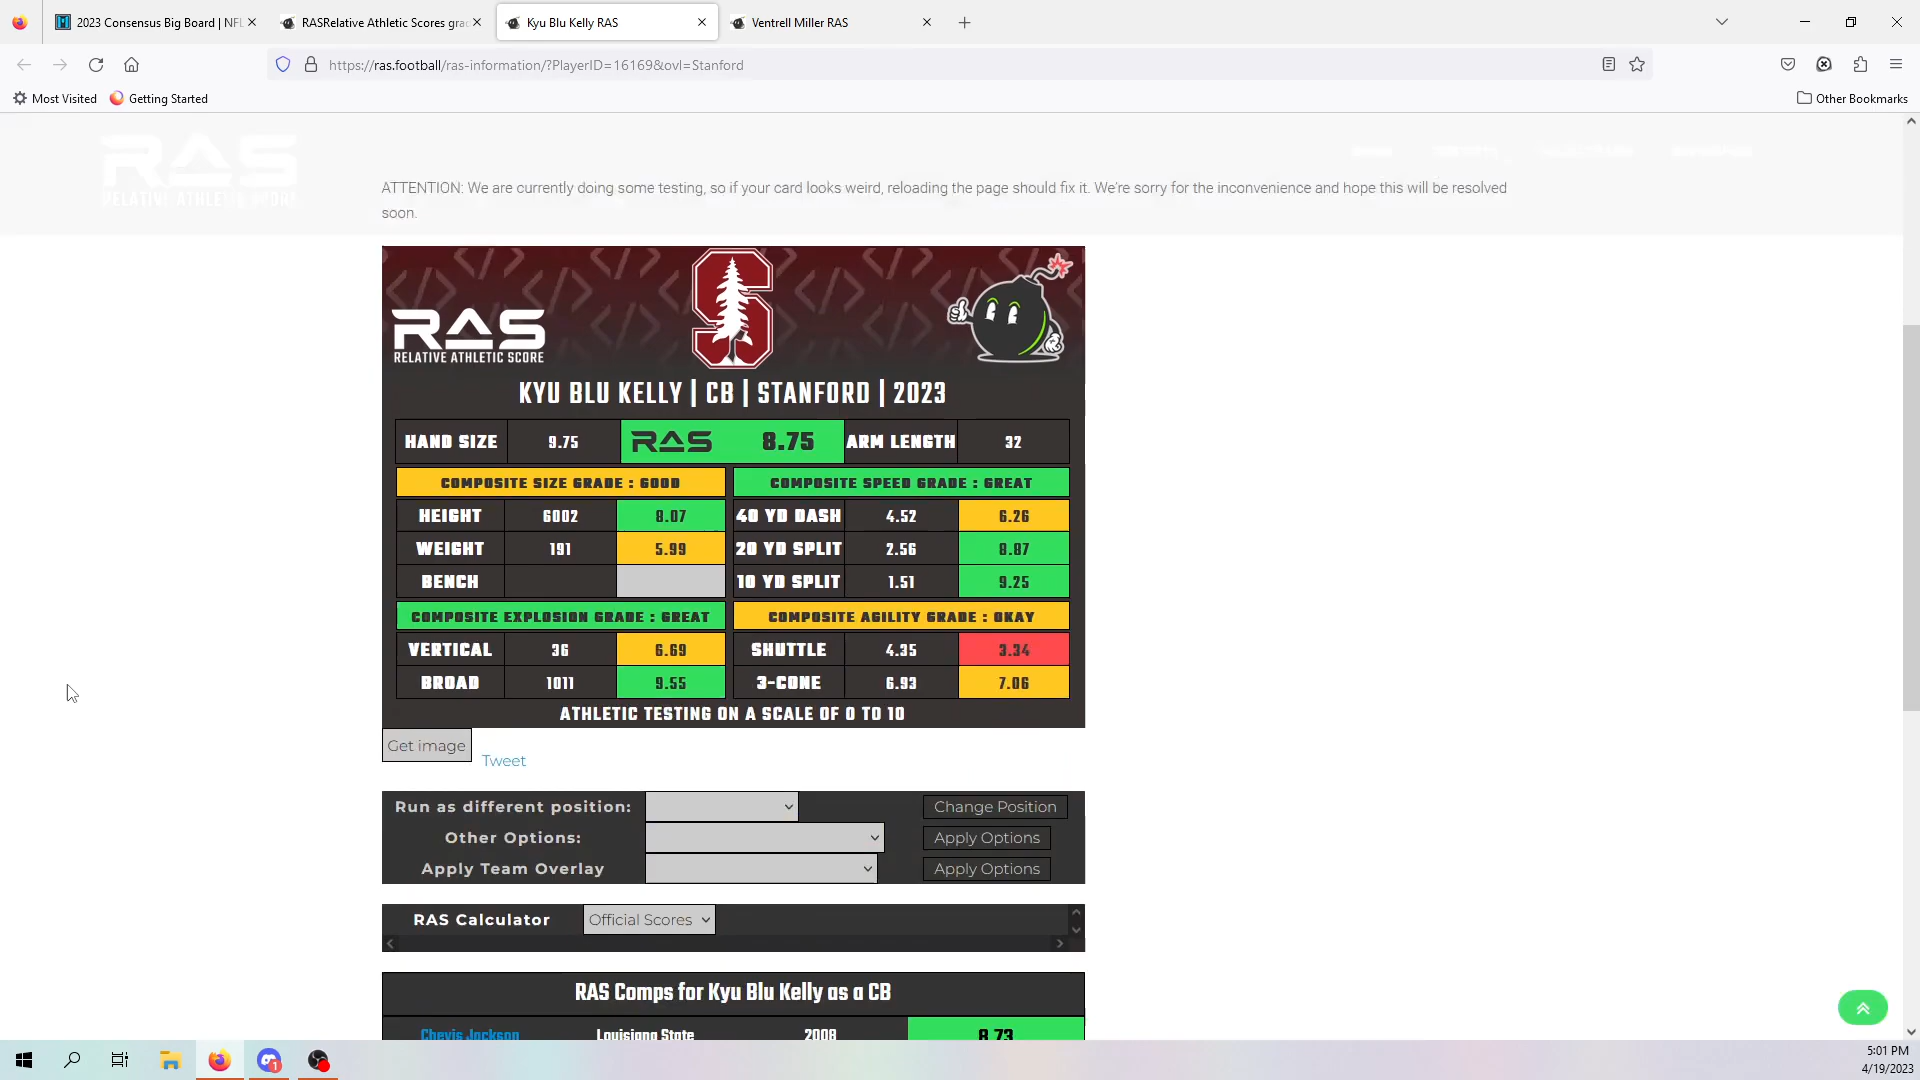 2023 Consensus Big Board | NFL
RASRelative Athletic Scores gra
Kyu Blu Kelly RAS
Ventrell Miller RAS
https://ras.football/ras-information/?PlayerID=16169&ovl=Stanford
Most Visited
Getting Started
Other Bookmarks
RAS
RELATIVE ATHLETIC SCORE
ATTENTION: We are currently doing some testing, so if your card looks weird, reloading the page should fix it. We're sorry for the inconvenience and hope this will be resolved
soon.
S
RAS
RELATIVE ATHLETIC SCORE
KYU BLU KELLY | CB | STANFORD | 2023
HAND SIZE 9.75 RAS 8.75 ARM LENGTH 32
COMPOSITE SIZE GRADE : GOOD COMPOSITE SPEED GRADE : GREAT
HEIGHT 6002 8.07 40 YD DASH 4.52 6.26
WEIGHT 191 5.99 20 YD SPLIT 2.56 8.87
BENCH 10 YD SPLIT 1.51 9.25
COMPOSITE EXPLOSION GRADE : GREAT COMPOSITE AGILITY GRADE : OKAY
VERTICAL 36 6.69 SHUTTLE 4.35 3.34
BROAD 1011 9.55 3-CONE 6.93 7.06
ATHLETIC TESTING ON A SCALE OF 0 TO 10
Get image
Tweet
Run as different position: Change Position
Other Options: Apply Options
Apply Team Overlay Apply Options
RAS Calculator Official Scores
RAS Comps for Kyu Blu Kelly as a CB
Chevis Jackson Louisiana State 2008 8.73
1
5:01 PM
4/19/2023